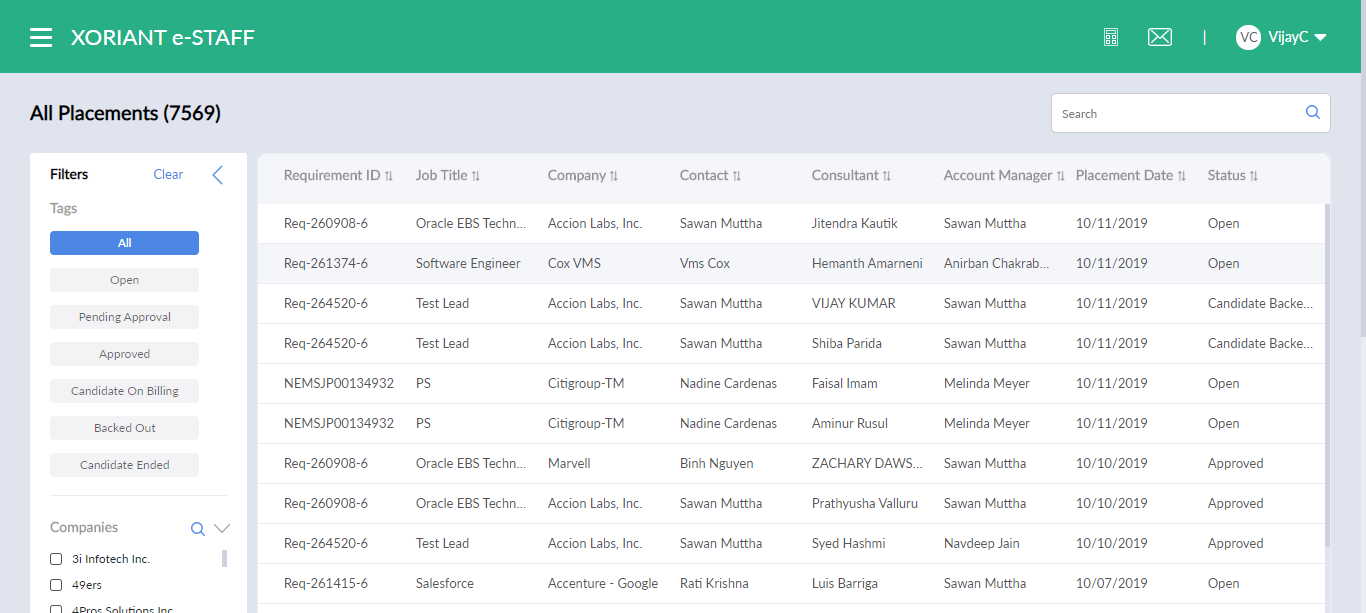 XORIANT e-STAFF
VC VijayC
All Placements (7569)
Search
Filters Clear
Tags
All
Open
Pending Approval
Approved
Candidate On Billing
Backed Out
Candidate Ended
Companies
3i Infotech Inc.
49ers
4Pros Solutions Inc
Requirement ID Job Title Company Contact Consultant Account Manager Placement Date Status
Req-260908-6 Oracle EBS Techn... Accion Labs, Inc. Sawan Muttha Jitendra Kautik Sawan Muttha 10/11/2019 Open
Req-261374-6 Software Engineer Cox VMS Vms Cox Hemanth Amarneni Anirban Chakrab... 10/11/2019 Open
Req-264520-6 Test Lead Accion Labs, Inc. Sawan Muttha VIJAY KUMAR Sawan Muttha 10/11/2019 Candidate Backe...
Req-264520-6 Test Lead Accion Labs, Inc. Sawan Muttha Shiba Parida Sawan Muttha 10/11/2019 Candidate Backe...
NEMSJP00134932 PS Citigroup-TM Nadine Cardenas Faisal Imam Melinda Meyer 10/11/2019 Open
NEMSJP00134932 PS Citigroup-TM Nadine Cardenas Aminur Rusul Melinda Meyer 10/11/2019 Open
Req-260908-6 Oracle EBS Techn... Marvell Binh Nguyen ZACHARY DAWS... Sawan Muttha 10/10/2019 Approved
Req-260908-6 Oracle EBS Techn... Accion Labs, Inc. Sawan Muttha Prathyusha Valluru Sawan Muttha 10/10/2019 Approved
Req-264520-6 Test Lead Accion Labs, Inc. Sawan Muttha Syed Hashmi Navdeep Jain 10/10/2019 Approved
Req-261415-6 Salesforce Accenture - Google Rati Krishna Luis Barriga Sawan Muttha 10/07/2019 Open